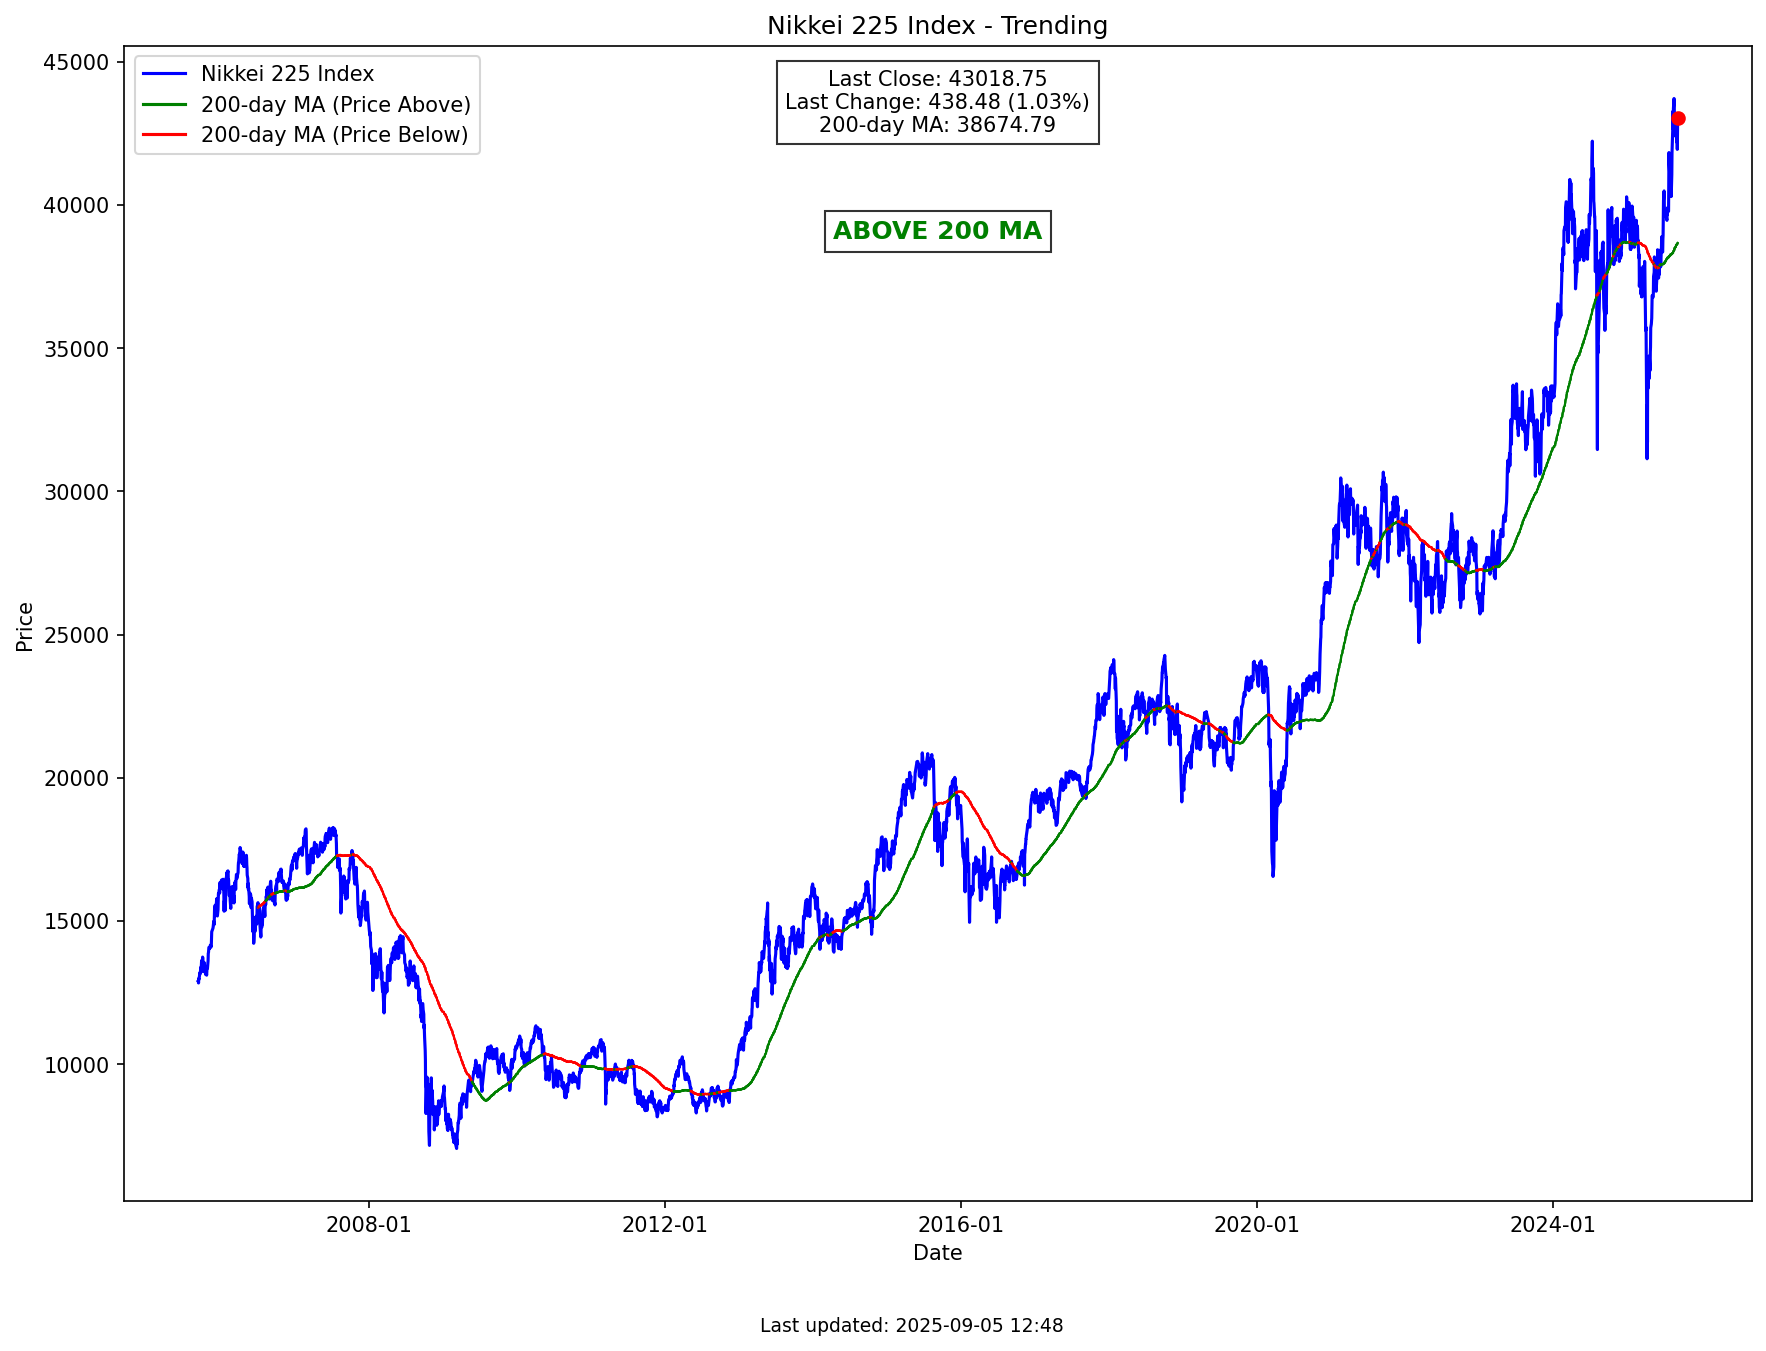 Nikkei 225 Index - Trending
45000
40000
35000
30000
25000
20000
15000
10000
Price
Nikkei 225 Index
200-day MA (Price Above)
200-day MA (Price Below)
Last Close: 43018.75
Last Change: 438.48 (1.03%)
200-day MA: 38674.79
ABOVE 200 MA
2008-01
2012-01
2016-01
2020-01
2024-01
Date
Last updated: 2025-09-05 12:48